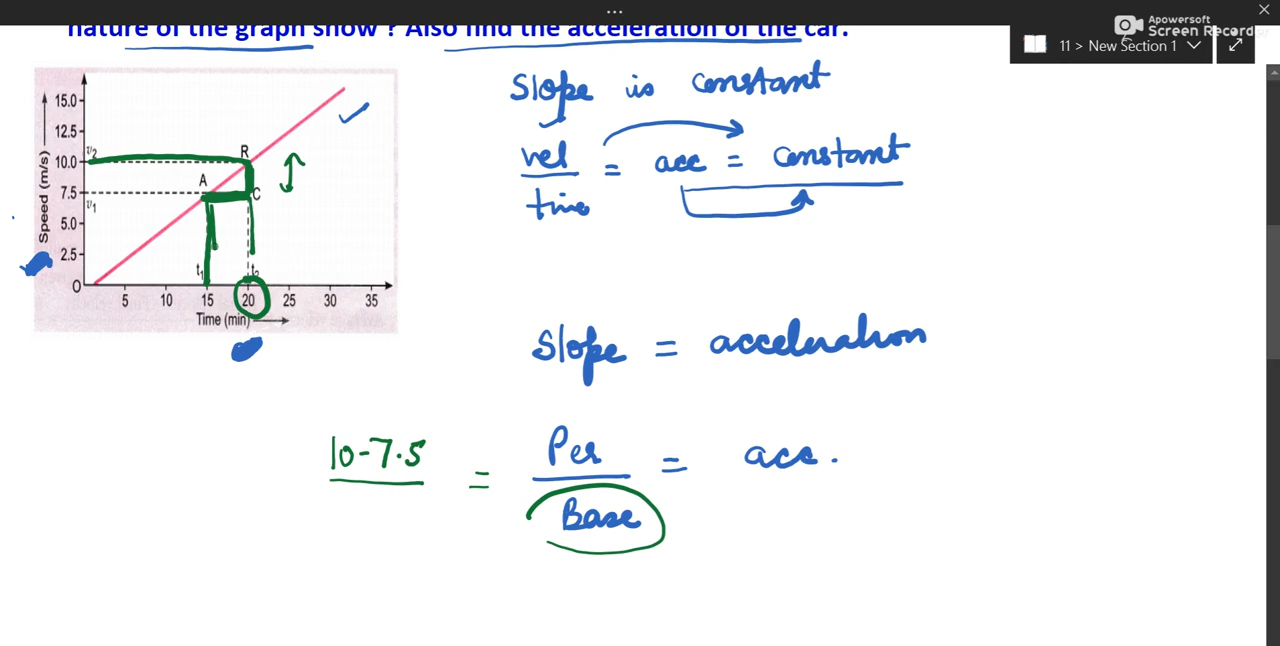 nature of the graph show ? Also find the acceleration of the car.
Apowersoft
Screen Recorder
11 > New Section 1
Speed (m/s)
15.0
12.5
10.0
7.5
5.0
2.5
O
v₂
v₁
R
A
C
t₁
t₂
5 10 15 20 25 30 35
Time (min)
Slope is constant
vel = acc = constant
time
Slope = acceleration
10-7.5 = Per = acc.
Base